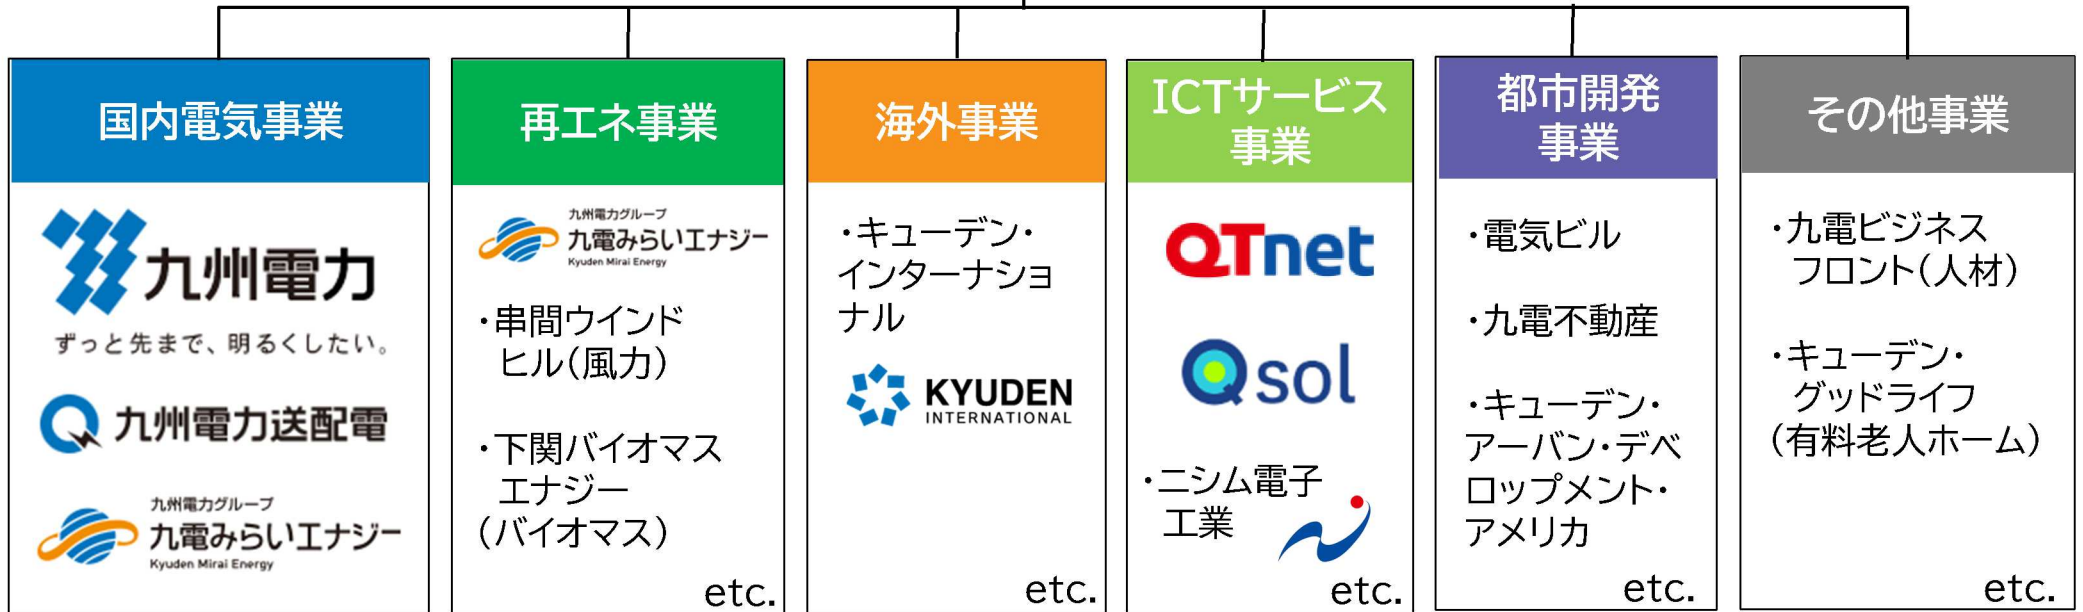 国内電気事業
九州電力
ずっと先まで、明るくしたい。
九州電力送配電
九州電力グループ
九電みらいエナジー
Kyuden Mirai Energy
再エネ事業
九州電力グループ
九電みらいエナジー
Kyuden Mirai Energy
・串間ウインド
ヒル(風力)
・下関バイオマス
エナジー
(バイオマス)
etc.
海外事業
・キューデン・
インターナショ
ナル
KYUDEN
INTERNATIONAL
etc.
ICTサービス
事業
QTnet
Qsol
・ニシム電子
工業
etc.
都市開発
事業
・電気ビル
・九電不動産
・キューデン・
アーバン・デベ
ロップメント・
アメリカ
etc.
その他事業
・九電ビジネス
フロント(人材)
・キューデン・
グッドライフ
(有料老人ホーム)
etc.